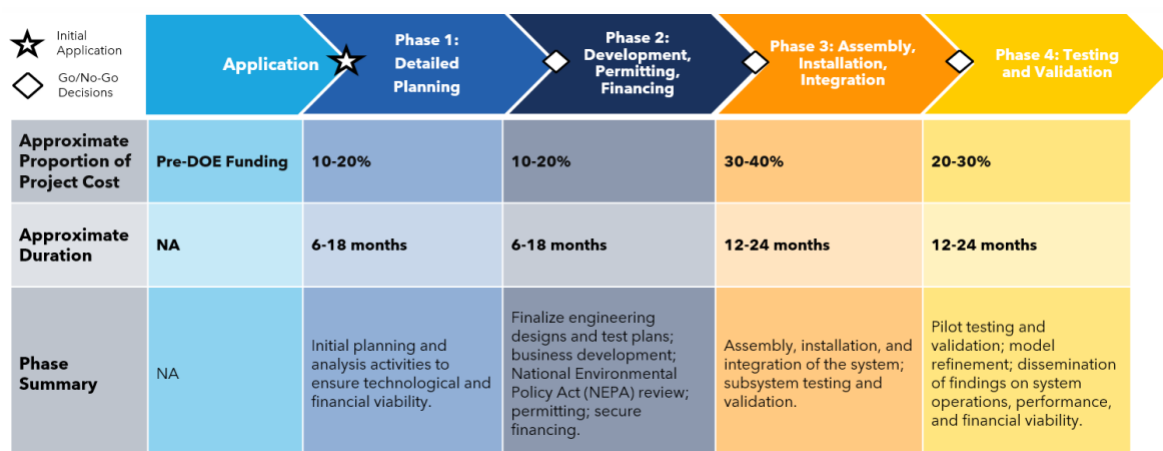 Initial
Application
Go/No-Go
Decisions
Application
Phase 1:
Detailed
Planning
Phase 2:
Development,
Permitting,
Financing
Phase 3: Assembly,
Installation,
Integration
Phase 4: Testing
and Validation
Approximate
Proportion of
Project Cost
Pre-DOE Funding
10-20%
10-20%
30-40%
20-30%
Approximate
Duration
NA
6-18 months
6-18 months
12-24 months
12-24 months
Phase
Summary
NA
Initial planning and
analysis activities to
ensure technological and
financial viability.
Finalize engineering
designs and test plans;
business development;
National Environmental
Policy Act (NEPA) review;
permitting; secure
financing.
Assembly, installation, and
integration of the system;
subsystem testing and
validation.
Pilot testing and
validation; model
refinement; dissemination
of findings on system
operations, performance,
and financial viability.